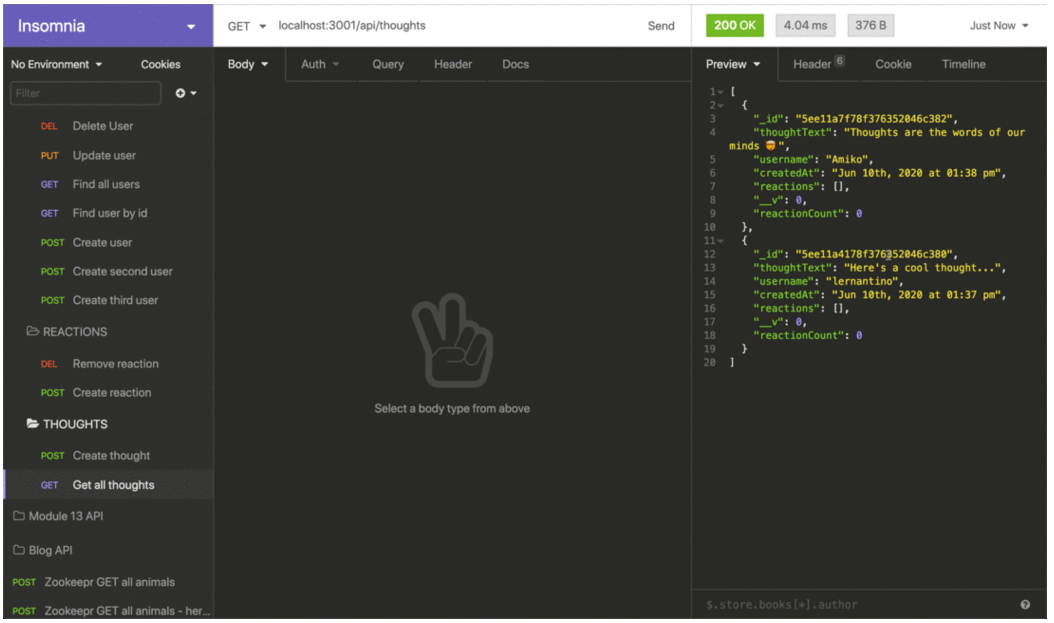 Insomnia
GET localhost:3001/api/thoughts Send
200 OK 4.04 ms 376 B Just Now
No Environment Cookies
Filter
DEL Delete User
PUT Update user
GET Find all users
GET Find user by id
POST Create user
POST Create second user
POST Create third user
REACTIONS
DEL Remove reaction
POST Create reaction
THOUGHTS
POST Create thought
GET Get all thoughts
Module 13 API
Blog API
POST Zookeepr GET all animals
POST Zookeepr GET all animals - her...
Body Auth Query Header Docs
Select a body type from above
Preview Header 6 Cookie Timeline
1 [
2 {
3 "_id": "5ee11a7f78f376352046c382",
4 "thoughtText": "Thoughts are the words of our
minds 🤯",
5 "username": "Amiko",
6 "createdAt": "Jun 10th, 2020 at 01:38 pm",
7 "reactions": [],
8 "__v": 0,
9 "reactionCount": 0
10 },
11 {
12 "_id": "5ee11a4178f376352046c380",
13 "thoughtText": "Here's a cool thought...",
14 "username": "lernantino",
15 "createdAt": "Jun 10th, 2020 at 01:37 pm",
16 "reactions": [],
17 "__v": 0,
18 "reactionCount": 0
19 }
20 ]
$.store.books[*].author